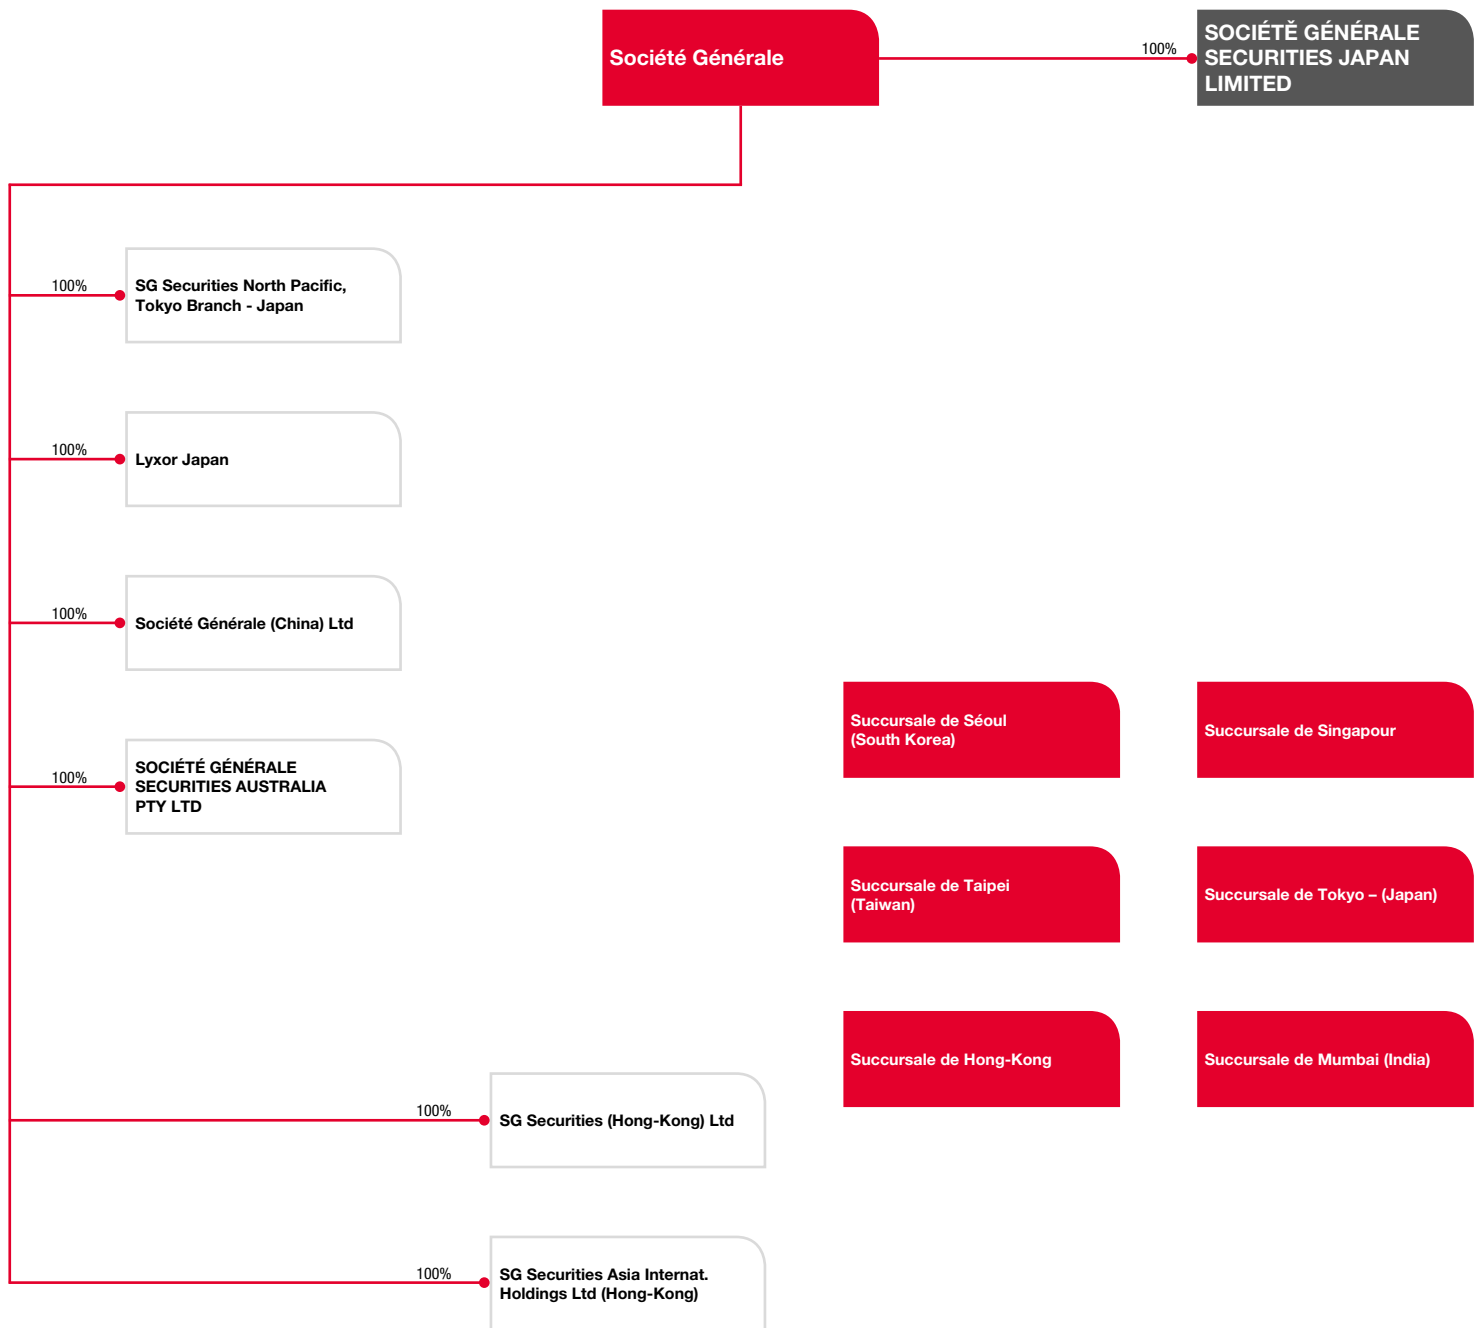 Société Générale
100%
SOCIÉTĚ GÉNÉRALE
SECURITIES JAPAN
LIMITED
100%
SG Securities North Pacific,
Tokyo Branch - Japan
100%
Lyxor Japan
100%
Société Générale (China) Ltd
100%
SOCIÉTÉ GÉNÉRALE
SECURITIES AUSTRALIA
PTY LTD
Succursale de Séoul
(South Korea)
Succursale de Singapour
Succursale de Taipei
(Taiwan)
Succursale de Tokyo – (Japan)
Succursale de Hong-Kong
Succursale de Mumbai (India)
100%
SG Securities (Hong-Kong) Ltd
100%
SG Securities Asia Internat.
Holdings Ltd (Hong-Kong)